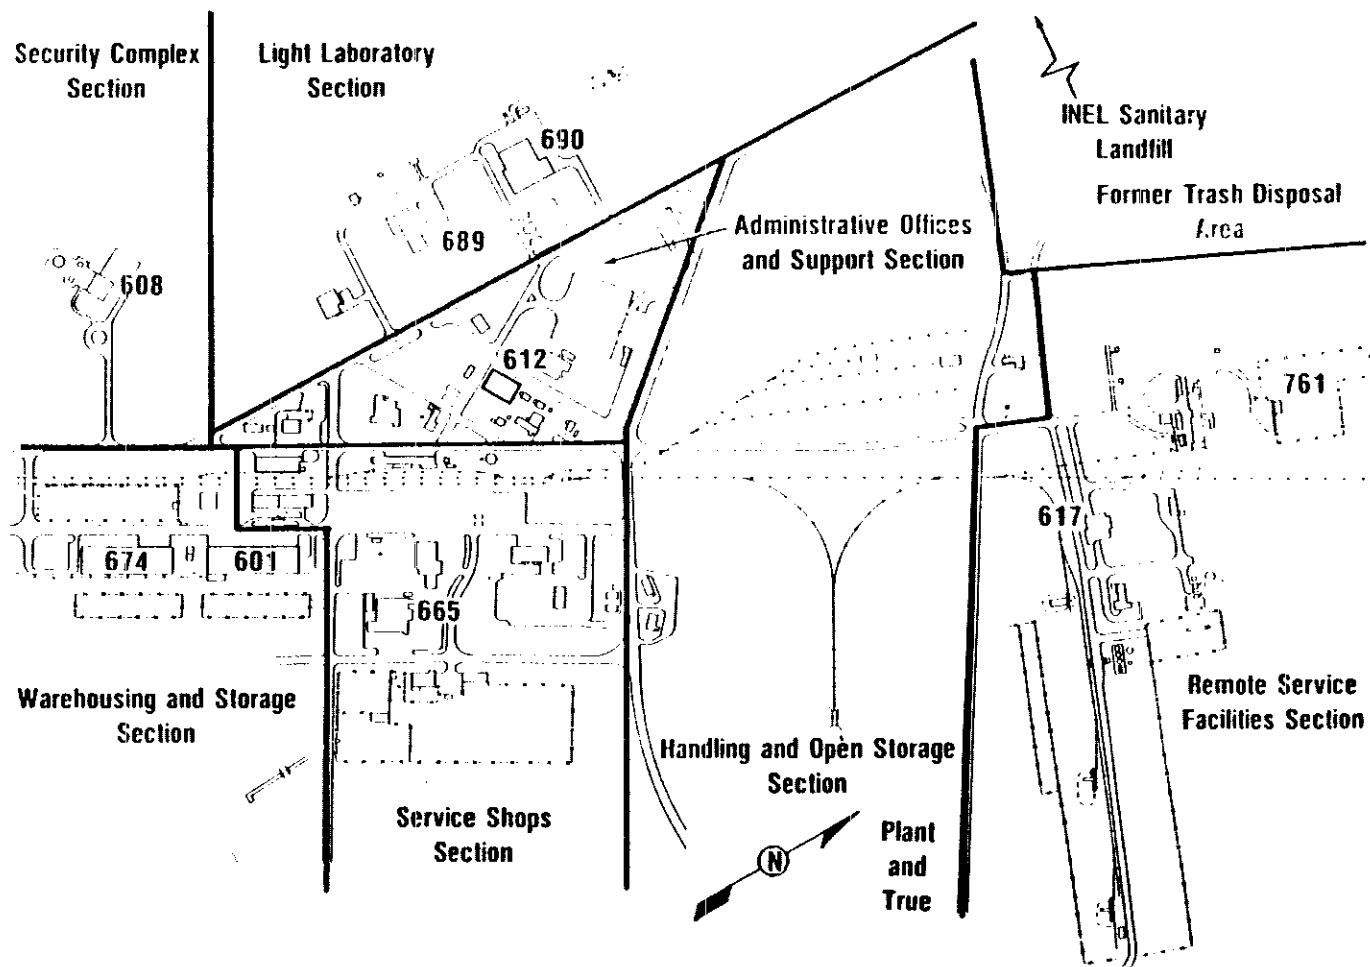 Security Complex
Section
Light Laboratory
Section
690
689
608
INEL Sanitary
Landfill
Former Trash Disposal
Area
Administrative Offices
and Support Section
612
761
617
674
601
665
Warehousing and Storage
Section
Remote Service
Facilities Section
Handling and Open Storage
Section
Service Shops
Section
N
Plant
and
True